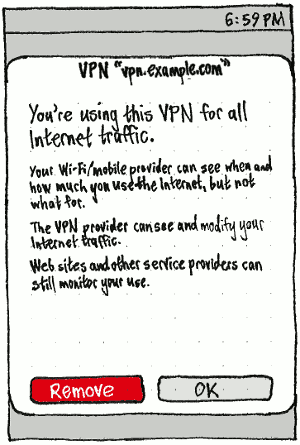 6:59 PM
VPN “vpn.example.com”
You're using this VPN for all
Internet traffic.
Your Wi-Fi/mobile provider can see when and
how much you use the Internet, but not
what for.
The VPN provider can see and modify your
Internet traffic.
Web sites and other service providers can
still monitor your use.
Remove
OK